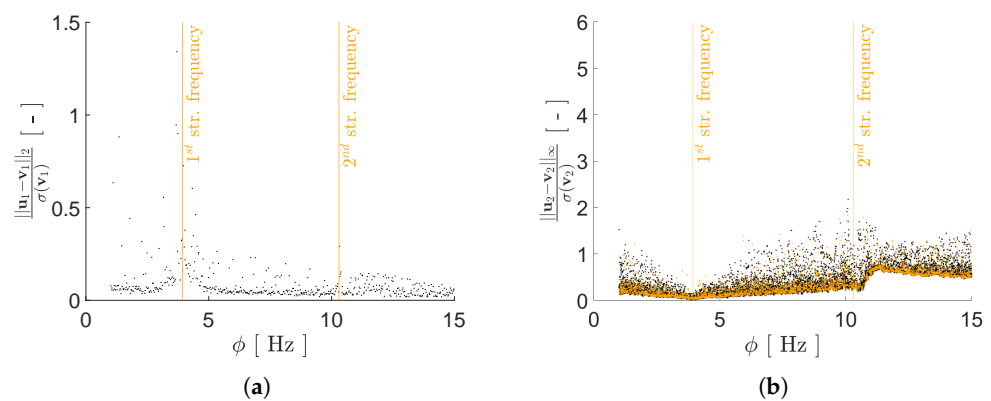 1.5
1
0.5
0
0 5 10 15
||u₁−v₁||₂
σ(v₁)
[ - ]
1st str. frequency
2nd str. frequency
ϕ [ Hz ]
(a)
6
5
4
3
2
1
0
0 5 10 15
||u₂−v₂||∞
σ(v₂)
[ - ]
1st str. frequency
2nd str. frequency
ϕ [ Hz ]
(b)